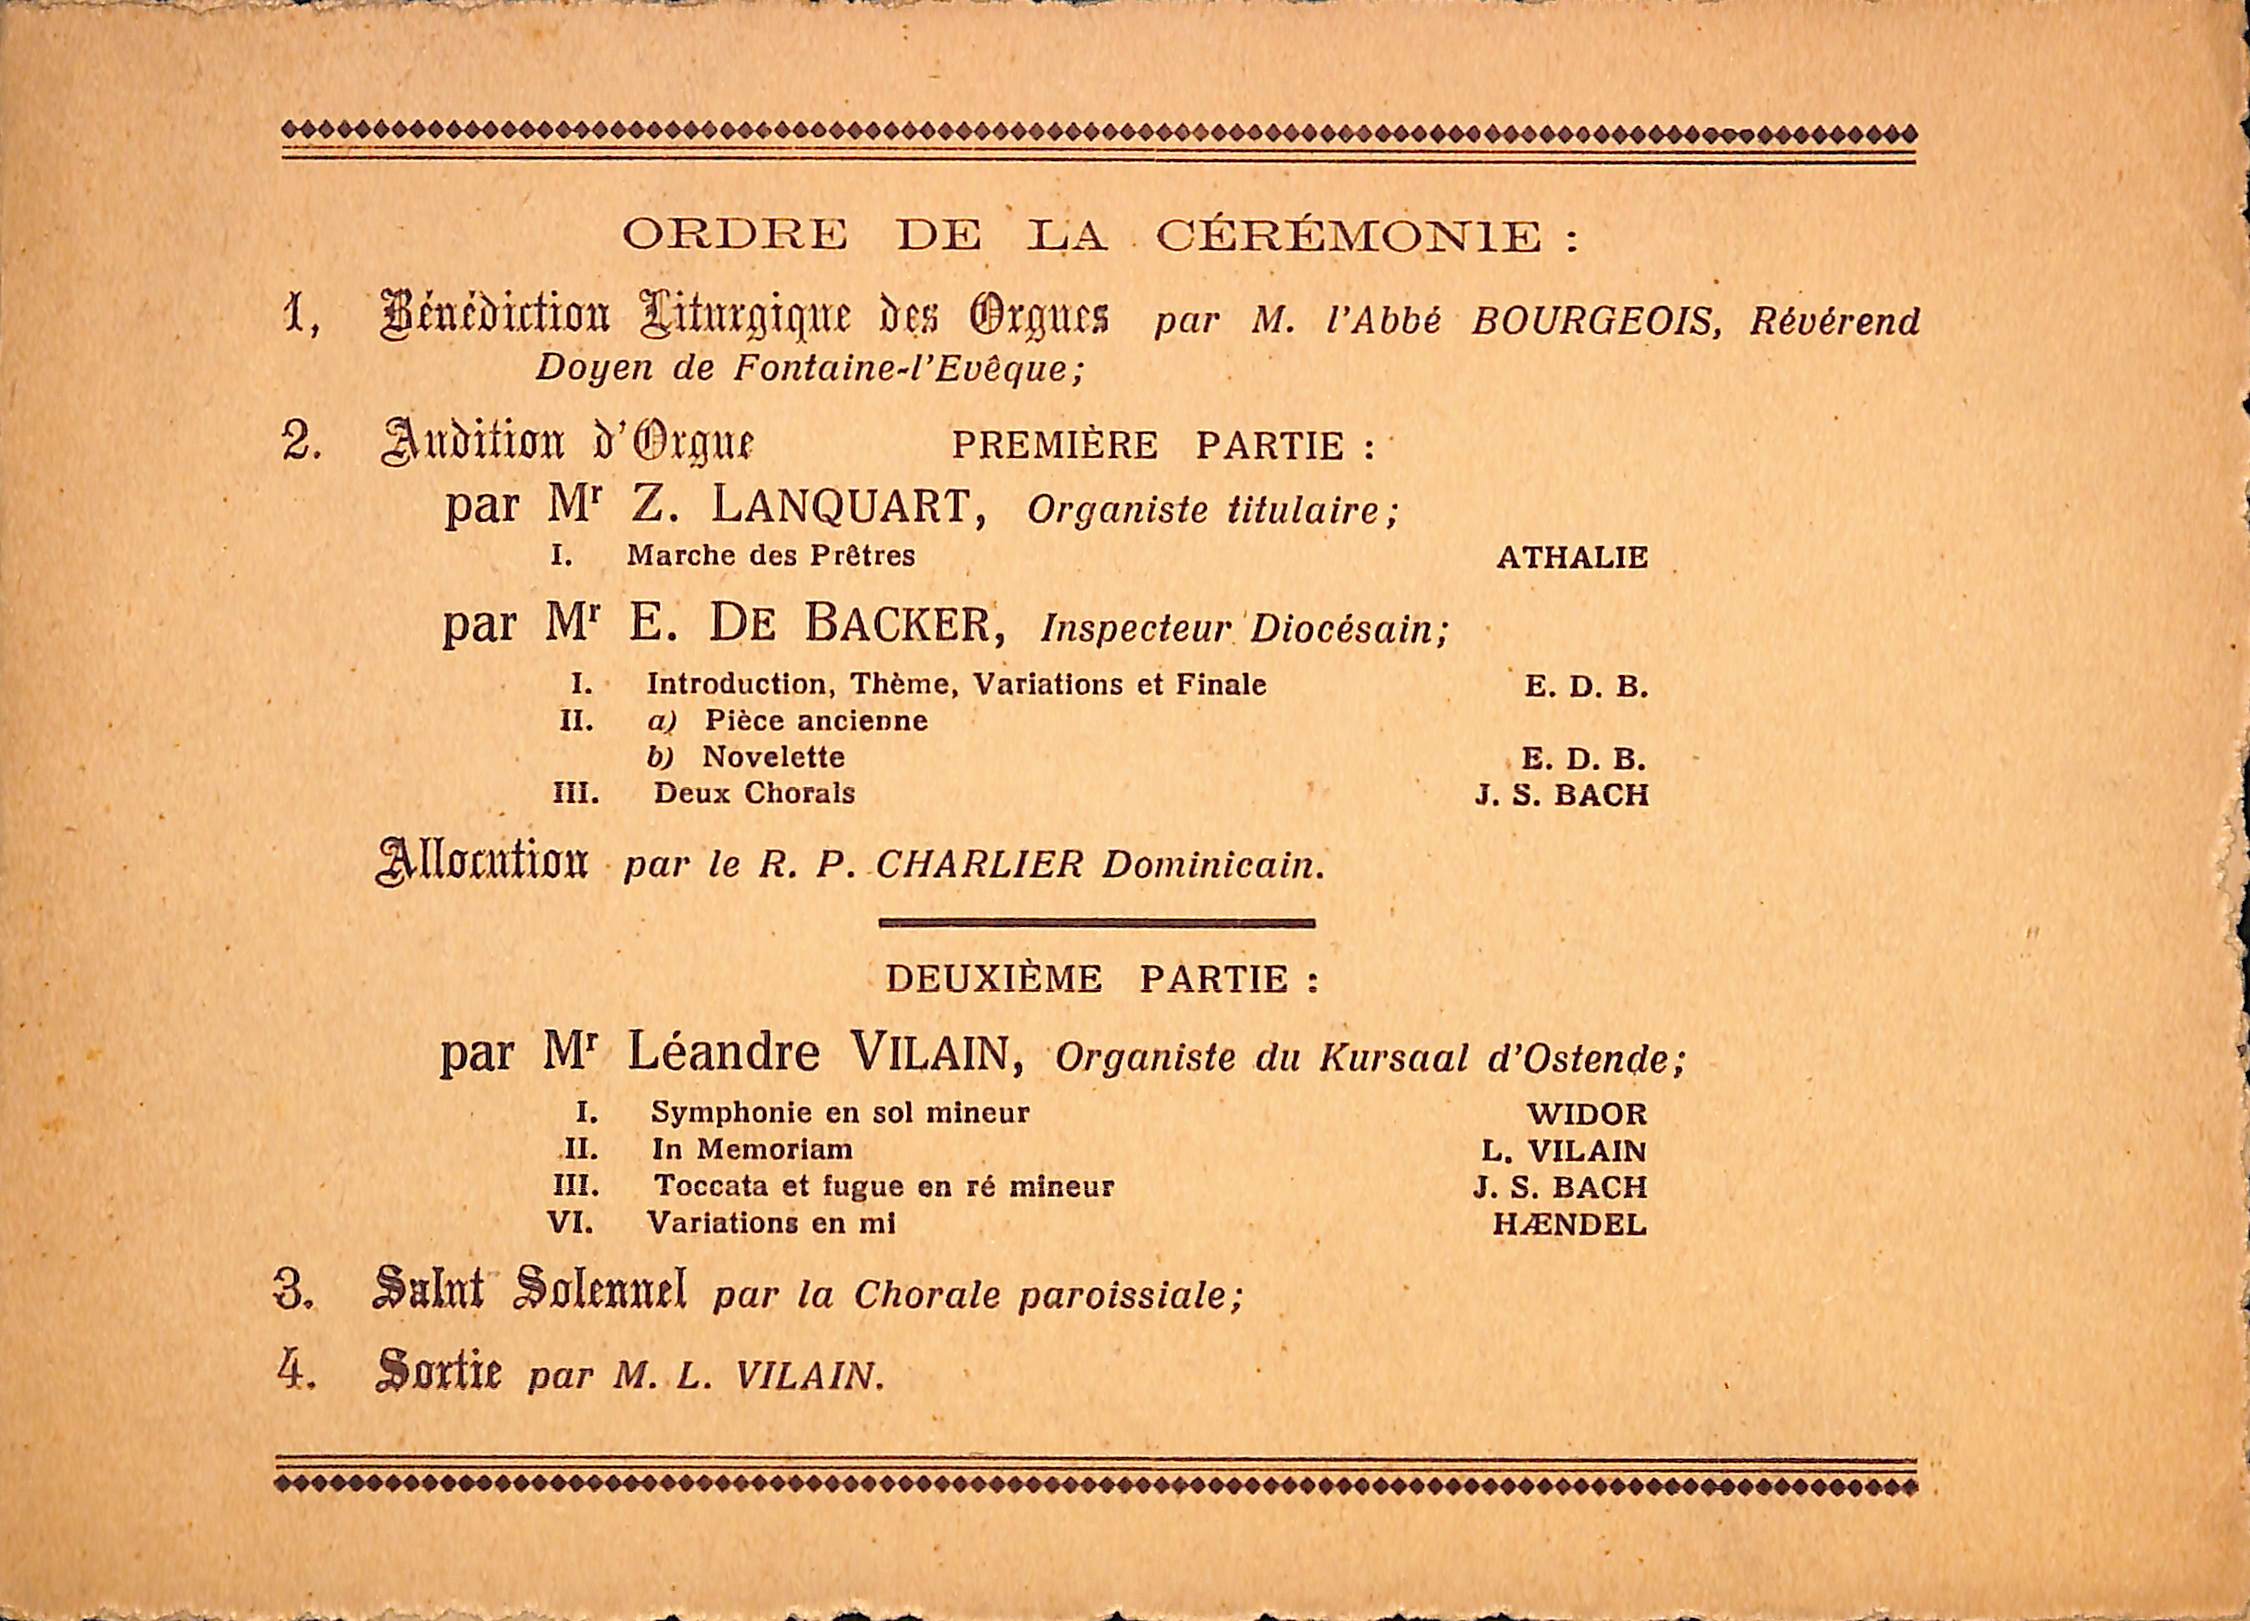 ORDRE DE LA CÉRÉMONIE :
1, Bénédiction Liturgique des Orgues par M. l'Abbé BOURGEOIS, Révérend
Doyen de Fontaine-l'Evêque;
2. Audition d'Orgue PREMIÈRE PARTIE :
par Mr Z. LANQUART, Organiste titulaire;
I. Marche des Prêtres ATHALIE
par Mr E. DE BACKER, Inspecteur Diocésain;
I. Introduction, Thème, Variations et Finale E. D. B.
II. a) Pièce ancienne
b) Novelette E. D. B.
III. Deux Chorals J. S. BACH
Allocution par le R. P. CHARLIER Dominicain.
DEUXIÈME PARTIE :
par Mr Léandre VILAIN, Organiste du Kursaal d'Ostende;
I. Symphonie en sol mineur WIDOR
II. In Memoriam L. VILAIN
III. Toccata et fugue en ré mineur J. S. BACH
VI. Variations en mi HÆNDEL
3. Salut Solennel par la Chorale paroissiale;
4. Sortie par M. L. VILAIN.